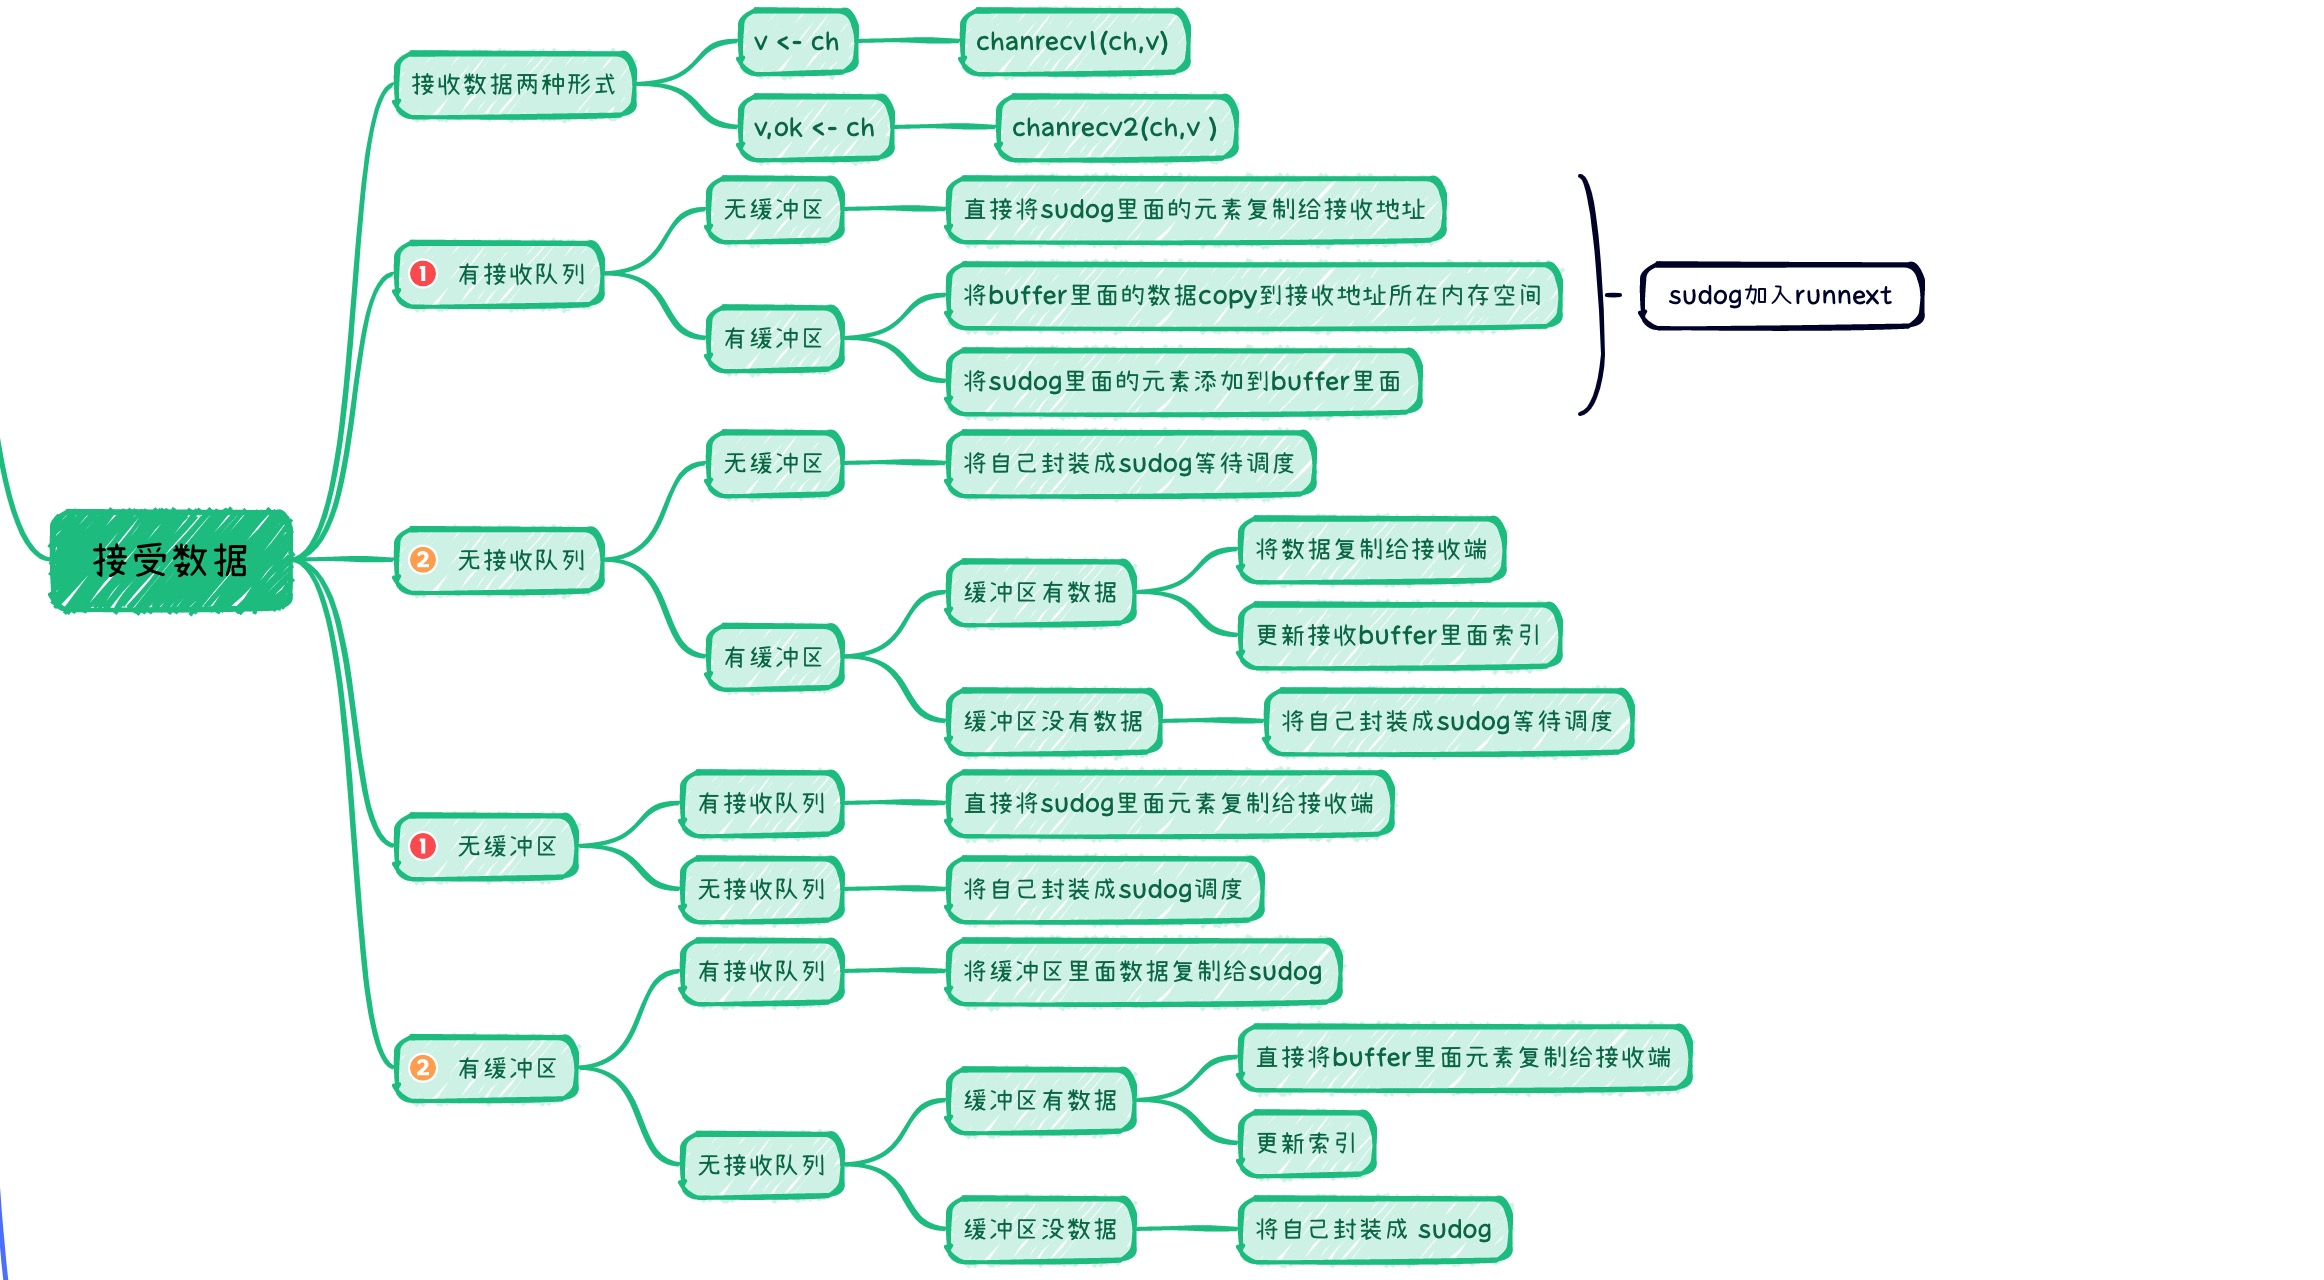 接受数据
接收数据两种形式
v <- ch
chanrecv1(ch,v)
v,ok <- ch
chanrecv2(ch,v )
1 有接收队列
无缓冲区
直接将sudog里面的元素复制给接收地址
有缓冲区
将buffer里面的数据copy到接收地址所在内存空间
将sudog里面的元素添加到buffer里面
sudog加入runnext
2 无接收队列
无缓冲区
将自己封装成sudog等待调度
有缓冲区
缓冲区有数据
将数据复制给接收端
更新接收buffer里面索引
缓冲区没有数据
将自己封装成sudog等待调度
1 无缓冲区
有接收队列
直接将sudog里面元素复制给接收端
无接收队列
将自己封装成sudog调度
2 有缓冲区
有接收队列
将缓冲区里面数据复制给sudog
无接收队列
缓冲区有数据
直接将buffer里面元素复制给接收端
更新索引
缓冲区没数据
将自己封装成 sudog